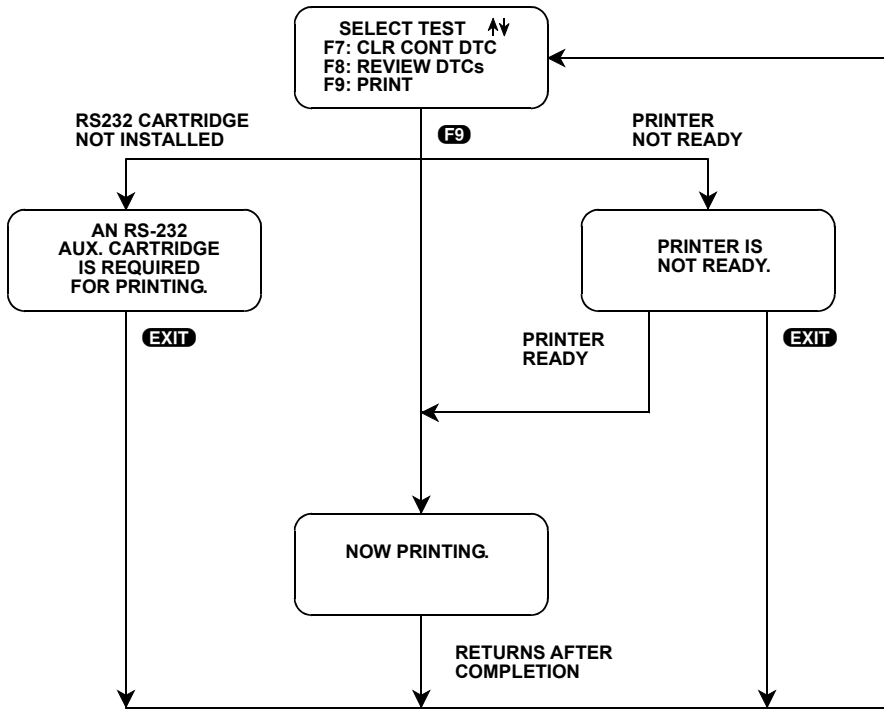 SELECT TEST
F7: CLR CONT DTC
F8: REVIEW DTCs
F9: PRINT
F9
RS232 CARTRIDGE
NOT INSTALLED
PRINTER
NOT READY
AN RS-232
AUX. CARTRIDGE
IS REQUIRED
FOR PRINTING.
PRINTER IS
NOT READY.
EXIT
PRINTER
READY
EXIT
NOW PRINTING.
RETURNS AFTER
COMPLETION